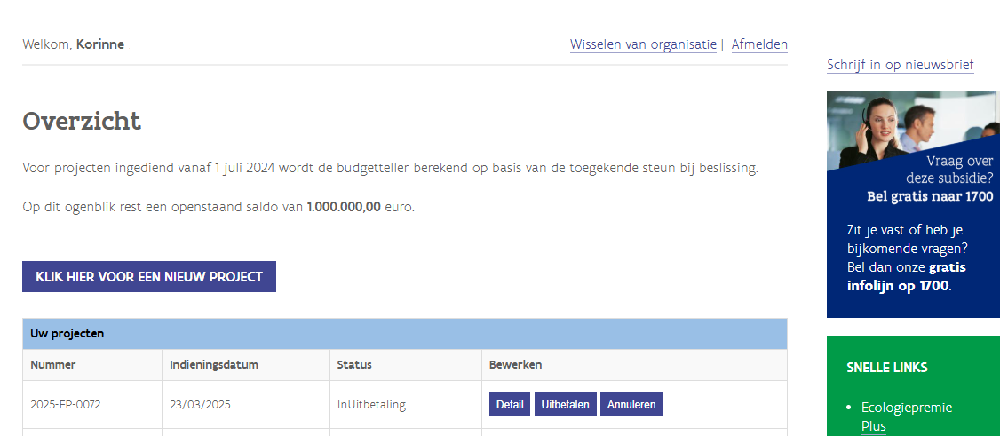 Welkom, Korinne
Wisselen van organisatie | Afmelden
Overzicht
Voor projecten ingediend vanaf 1 juli 2024 wordt de budgetteller berekend op basis van de toegekende steun bij beslissing.
Op dit ogenblik rest een openstaand saldo van 1.000.000,00 euro.
KLIK HIER VOOR EEN NIEUW PROJECT
Uw projecten
Nummer Indieningsdatum Status Bewerken
2025-EP-0072 23/03/2025 InUitbetaling Detail Uitbetalen Annuleren
Schrijf in op nieuwsbrief
Vraag over
deze subsidie?
Bel gratis naar 1700
Zit je vast of heb je
bijkomende vragen?
Bel dan onze gratis
infolijn op 1700.
SNELLE LINKS
• Ecologiepremie -
Plus